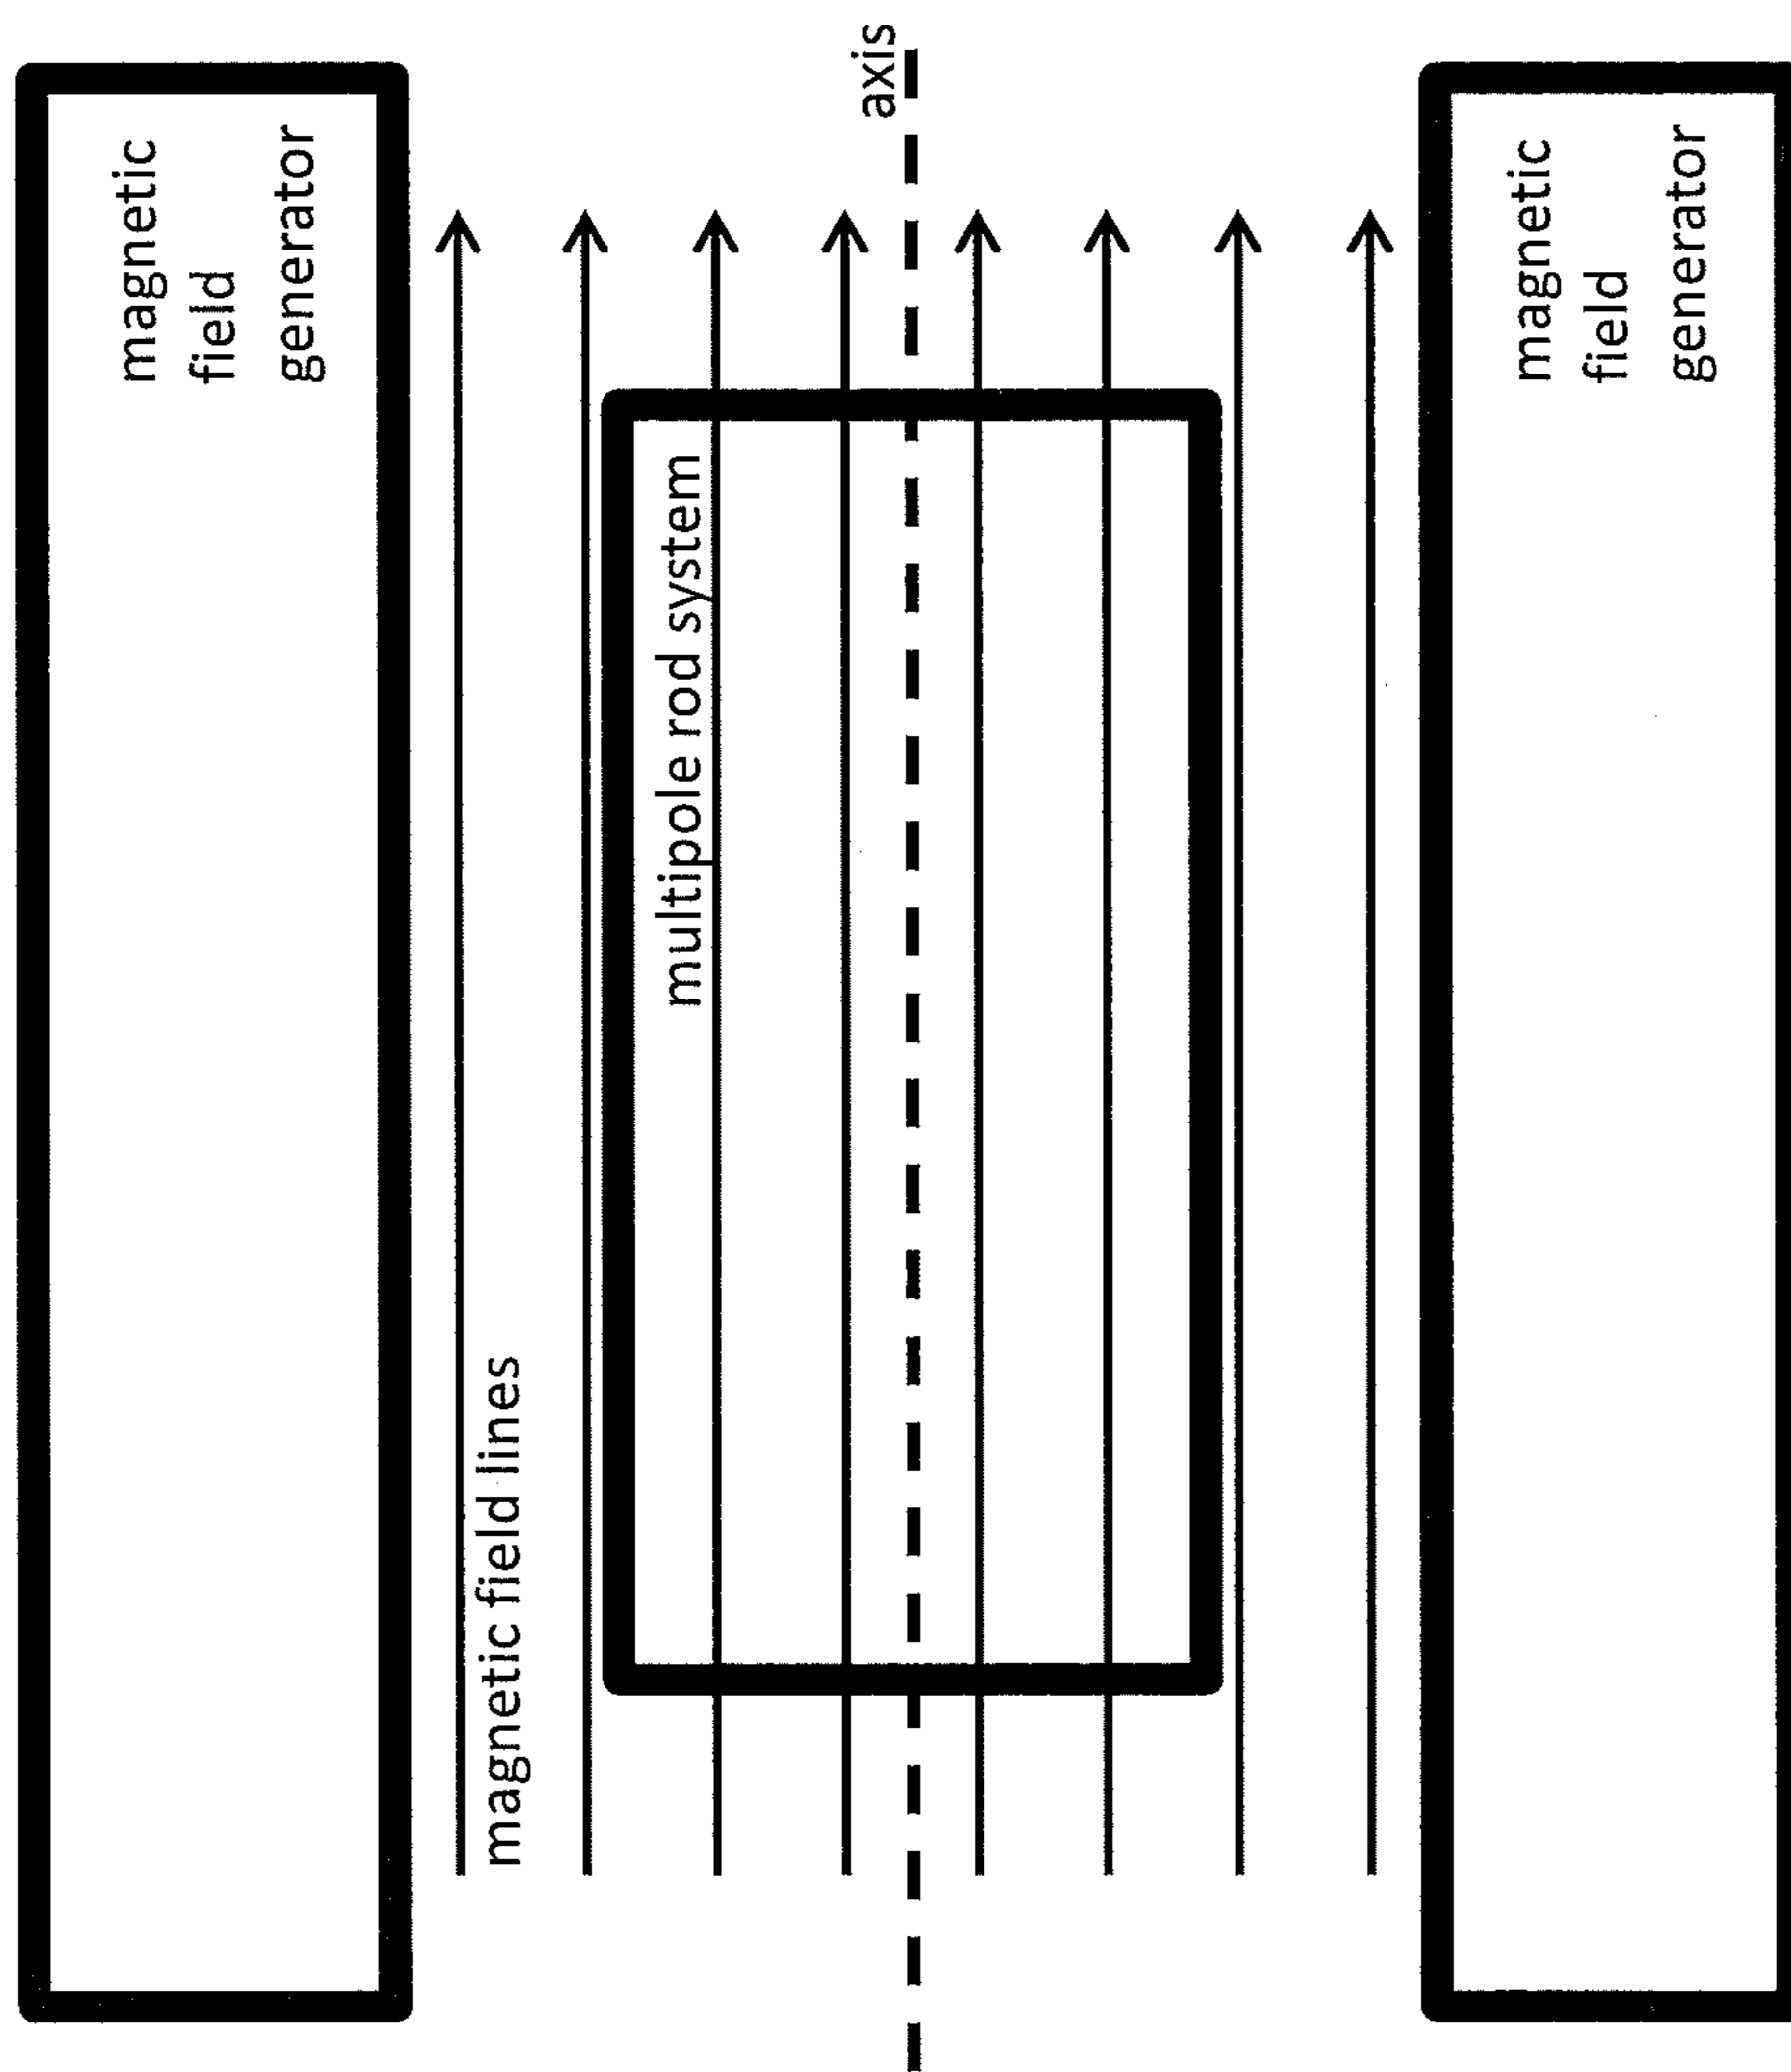 magnetic
field
generator
magnetic field lines
multipole rod system
axis
magnetic
field
generator